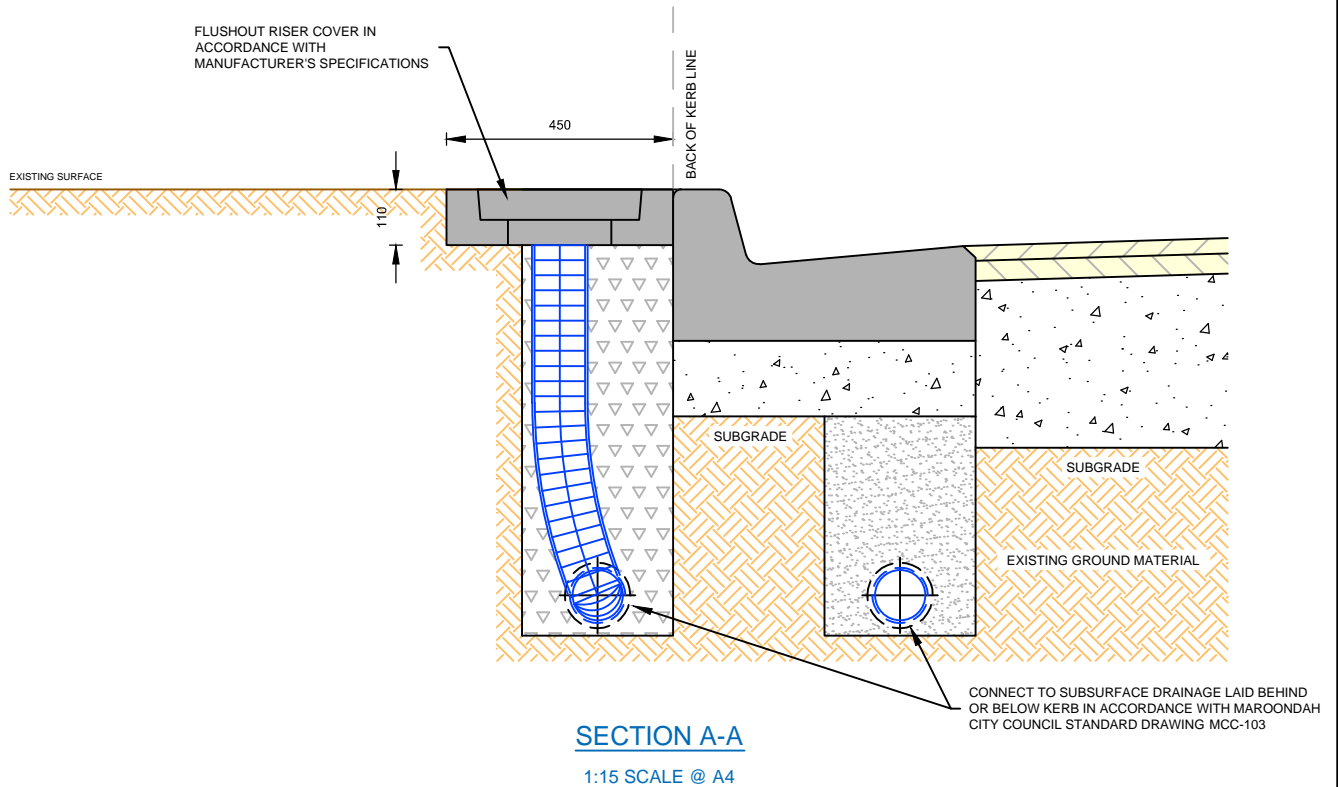 FLUSHOUT RISER COVER IN
ACCORDANCE WITH
MANUFACTURER'S SPECIFICATIONS
BACK OF KERB LINE
450
EXISTING SURFACE
110
SUBGRADE
SUBGRADE
EXISTING GROUND MATERIAL
CONNECT TO SUBSURFACE DRAINAGE LAID BEHIND
OR BELOW KERB IN ACCORDANCE WITH MAROONDAH
CITY COUNCIL STANDARD DRAWING MCC-103
SECTION A-A
1:15 SCALE @ A4